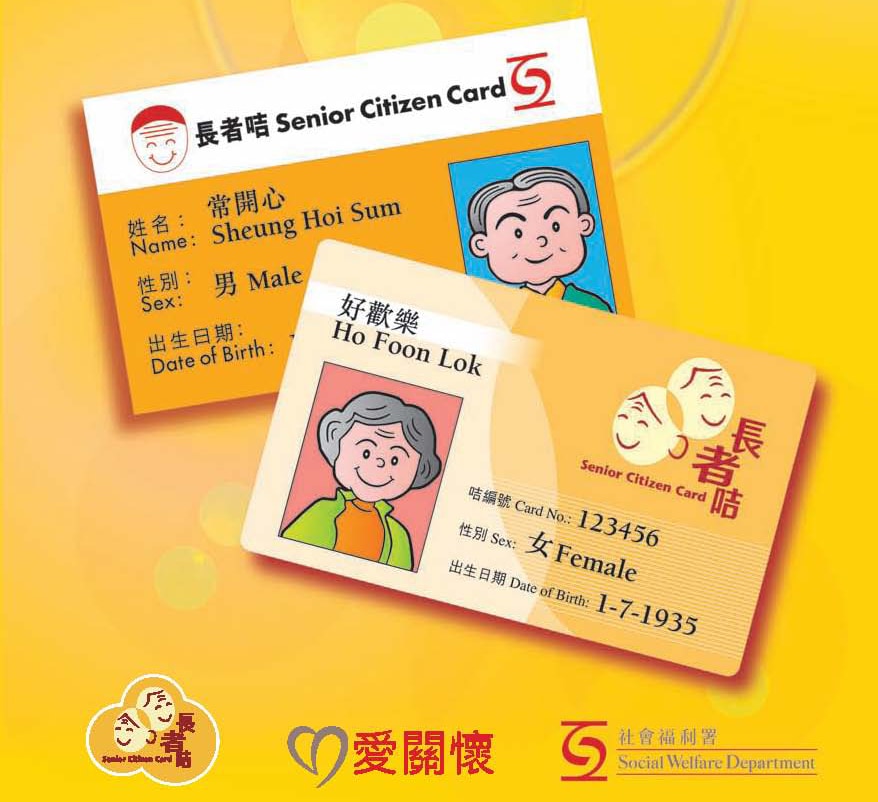 長者咭 Senior Citizen Card
姓名： 常開心
Name: Sheung Hoi Sum
性別： 男 Male
Sex:
出生日期：
Date of Birth:
好歡樂
Ho Foon Lok
長者咭
Senior Citizen Card
咭編號 Card No.: 123456
性別 Sex: 女 Female
出生日期 Date of Birth: 1-7-1935
長者咭
Senior Citizen Card
愛關懷
社會福利署
Social Welfare Department